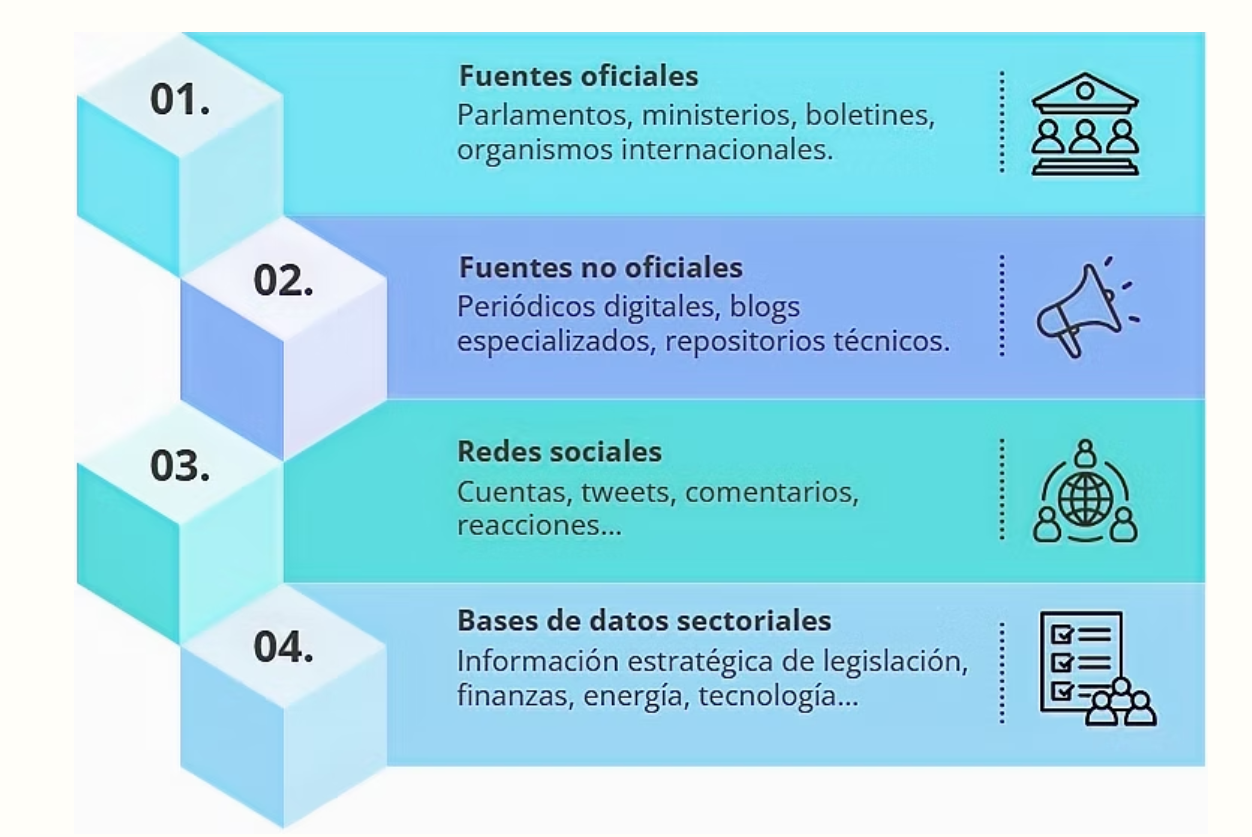 01.
Fuentes oficiales
Parlamentos, ministerios, boletines,
organismos internacionales.
02.
Fuentes no oficiales
Periódicos digitales, blogs
especializados, repositorios técnicos.
03.
Redes sociales
Cuentas, tweets, comentarios,
reacciones...
04.
Bases de datos sectoriales
Información estratégica de legislación,
finanzas, energía, tecnología...